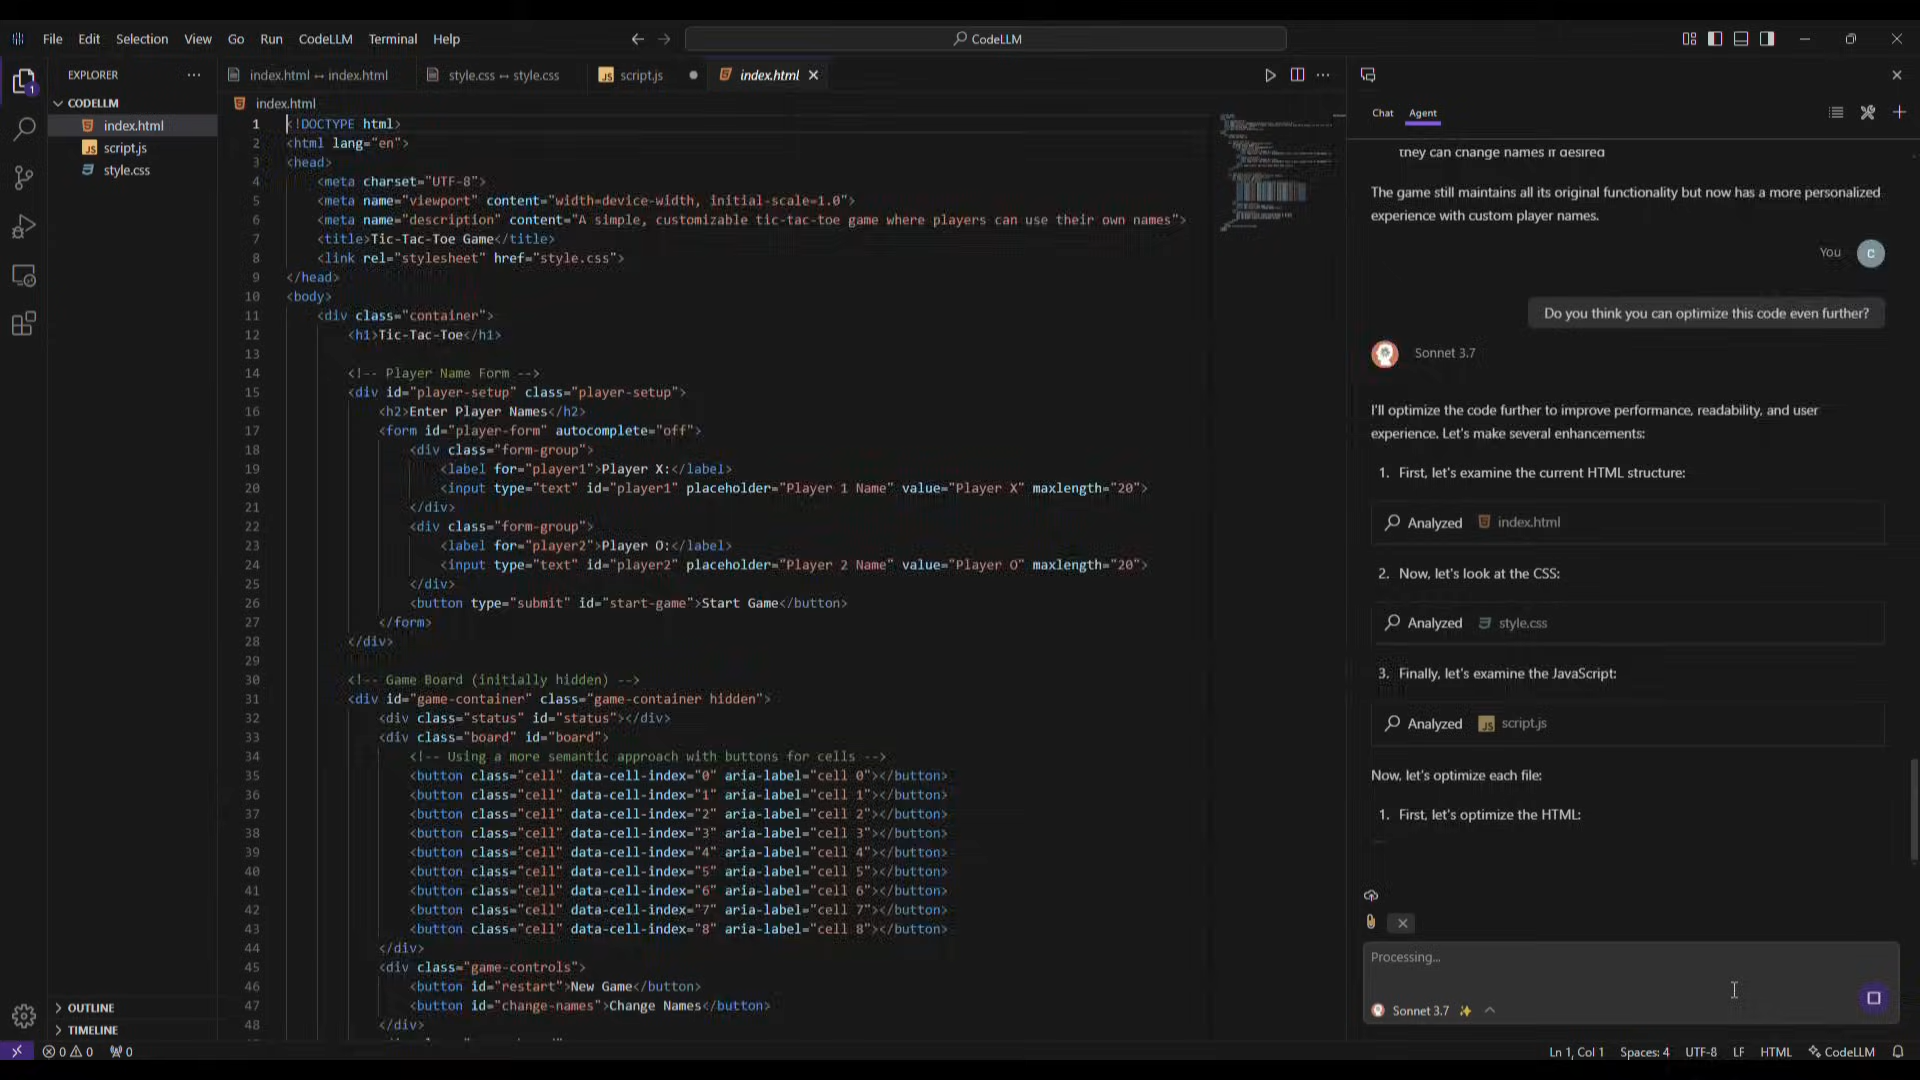 File Edit Selection View Go Run CodeLLM Terminal Help
CodeLLM
EXPLORER
CODELLM
index.html
script.js
style.css
OUTLINE
TIMELINE
index.html ↔ index.html
style.css ↔ style.css
JS script.js
index.html
index.html
1 <!DOCTYPE html>
2 <html lang="en">
3 <head>
4 <meta charset="UTF-8">
5 <meta name="viewport" content="width=device-width, initial-scale=1.0">
6 <meta name="description" content="A simple, customizable tic-tac-toe game where players can use their own names">
7 <title>Tic-Tac-Toe Game</title>
8 <link rel="stylesheet" href="style.css">
9 </head>
10 <body>
11 <div class="container">
12 <h1>Tic-Tac-Toe</h1>
13
14 <!-- Player Name Form -->
15 <div id="player-setup" class="player-setup">
16 <h2>Enter Player Names</h2>
17 <form id="player-form" autocomplete="off">
18 <div class="form-group">
19 <label for="player1">Player X:</label>
20 <input type="text" id="player1" placeholder="Player 1 Name" value="Player X" maxlength="20">
21 </div>
22 <div class="form-group">
23 <label for="player2">Player O:</label>
24 <input type="text" id="player2" placeholder="Player 2 Name" value="Player O" maxlength="20">
25 </div>
26 <button type="submit" id="start-game">Start Game</button>
27 </form>
28 </div>
29
30 <!-- Game Board (initially hidden) -->
31 <div id="game-container" class="game-container hidden">
32 <div class="status" id="status"></div>
33 <div class="board" id="board">
34 <!-- Using a more semantic approach with buttons for cells -->
35 <button class="cell" data-cell-index="0" aria-label="cell 0"></button>
36 <button class="cell" data-cell-index="1" aria-label="cell 1"></button>
37 <button class="cell" data-cell-index="2" aria-label="cell 2"></button>
38 <button class="cell" data-cell-index="3" aria-label="cell 3"></button>
39 <button class="cell" data-cell-index="4" aria-label="cell 4"></button>
40 <button class="cell" data-cell-index="5" aria-label="cell 5"></button>
41 <button class="cell" data-cell-index="6" aria-label="cell 6"></button>
42 <button class="cell" data-cell-index="7" aria-label="cell 7"></button>
43 <button class="cell" data-cell-index="8" aria-label="cell 8"></button>
44 </div>
45 <div class="game-controls">
46 <button id="restart">New Game</button>
47 <button id="change-names">Change Names</button>
48 </div>
Chat Agent
they can change names if desired
The game still maintains all its original functionality but now has a more personalized
experience with custom player names.
You C
Do you think you can optimize this code even further?
Sonnet 3.7
I'll optimize the code further to improve performance, readability, and user
experience. Let's make several enhancements:
1. First, let's examine the current HTML structure:
Analyzed index.html
2. Now, let's look at the CSS:
Analyzed style.css
3. Finally, let's examine the JavaScript:
Analyzed JS script.js
Now, let's optimize each file:
1. First, let's optimize the HTML:
Processing...
Sonnet 3.7
0 0 0
Ln 1, Col 1 Spaces: 4 UTF-8 LF HTML CodeLLM